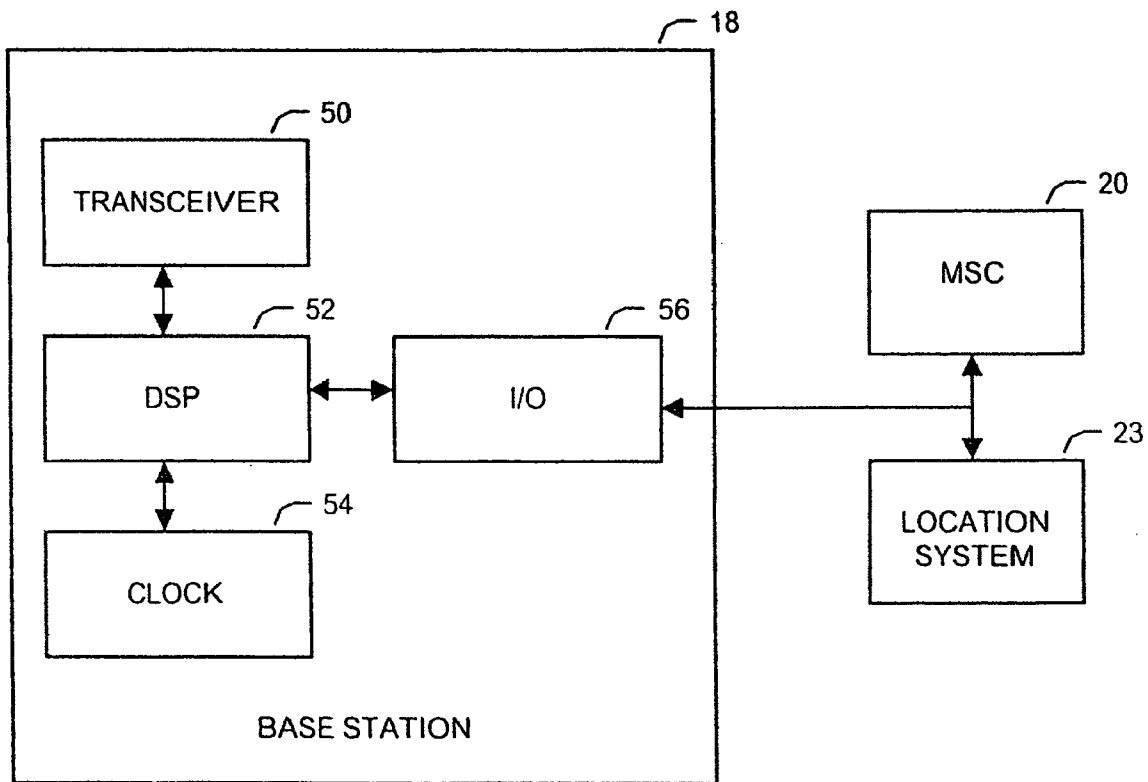 18
50
TRANSCEIVER
20
MSC
52
DSP
56
I/O
23
LOCATION
SYSTEM
54
CLOCK
BASE STATION